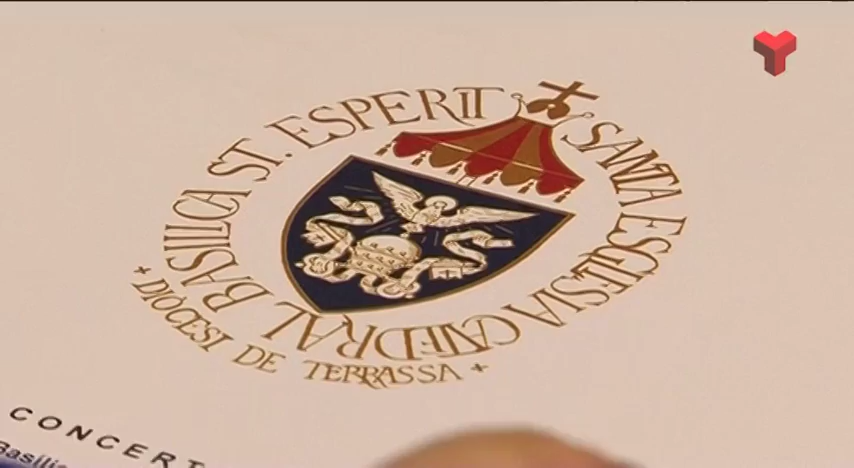 SANTA ESGLESIA CATEDRAL BASILICA ST. ESPERIT
+ DIÒCESI DE TERRASSA +
CONCERT